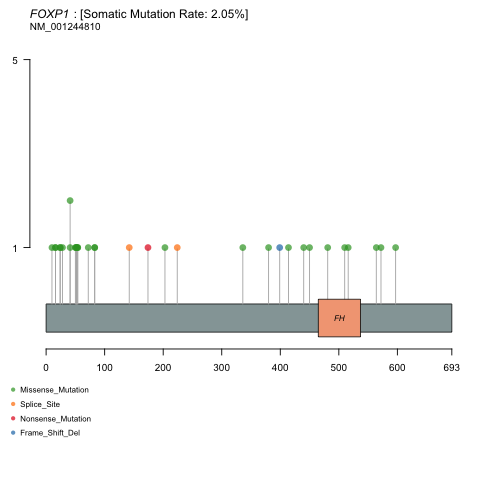 FOXP1 : [Somatic Mutation Rate: 2.05%]
NM_001244810
5
1
FH
0 100 200 300 400 500 600 693
Missense_Mutation
Splice_Site
Nonsense_Mutation
Frame_Shift_Del